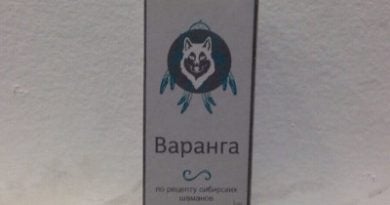 Варанга
по рецепту сибирских
шаманов